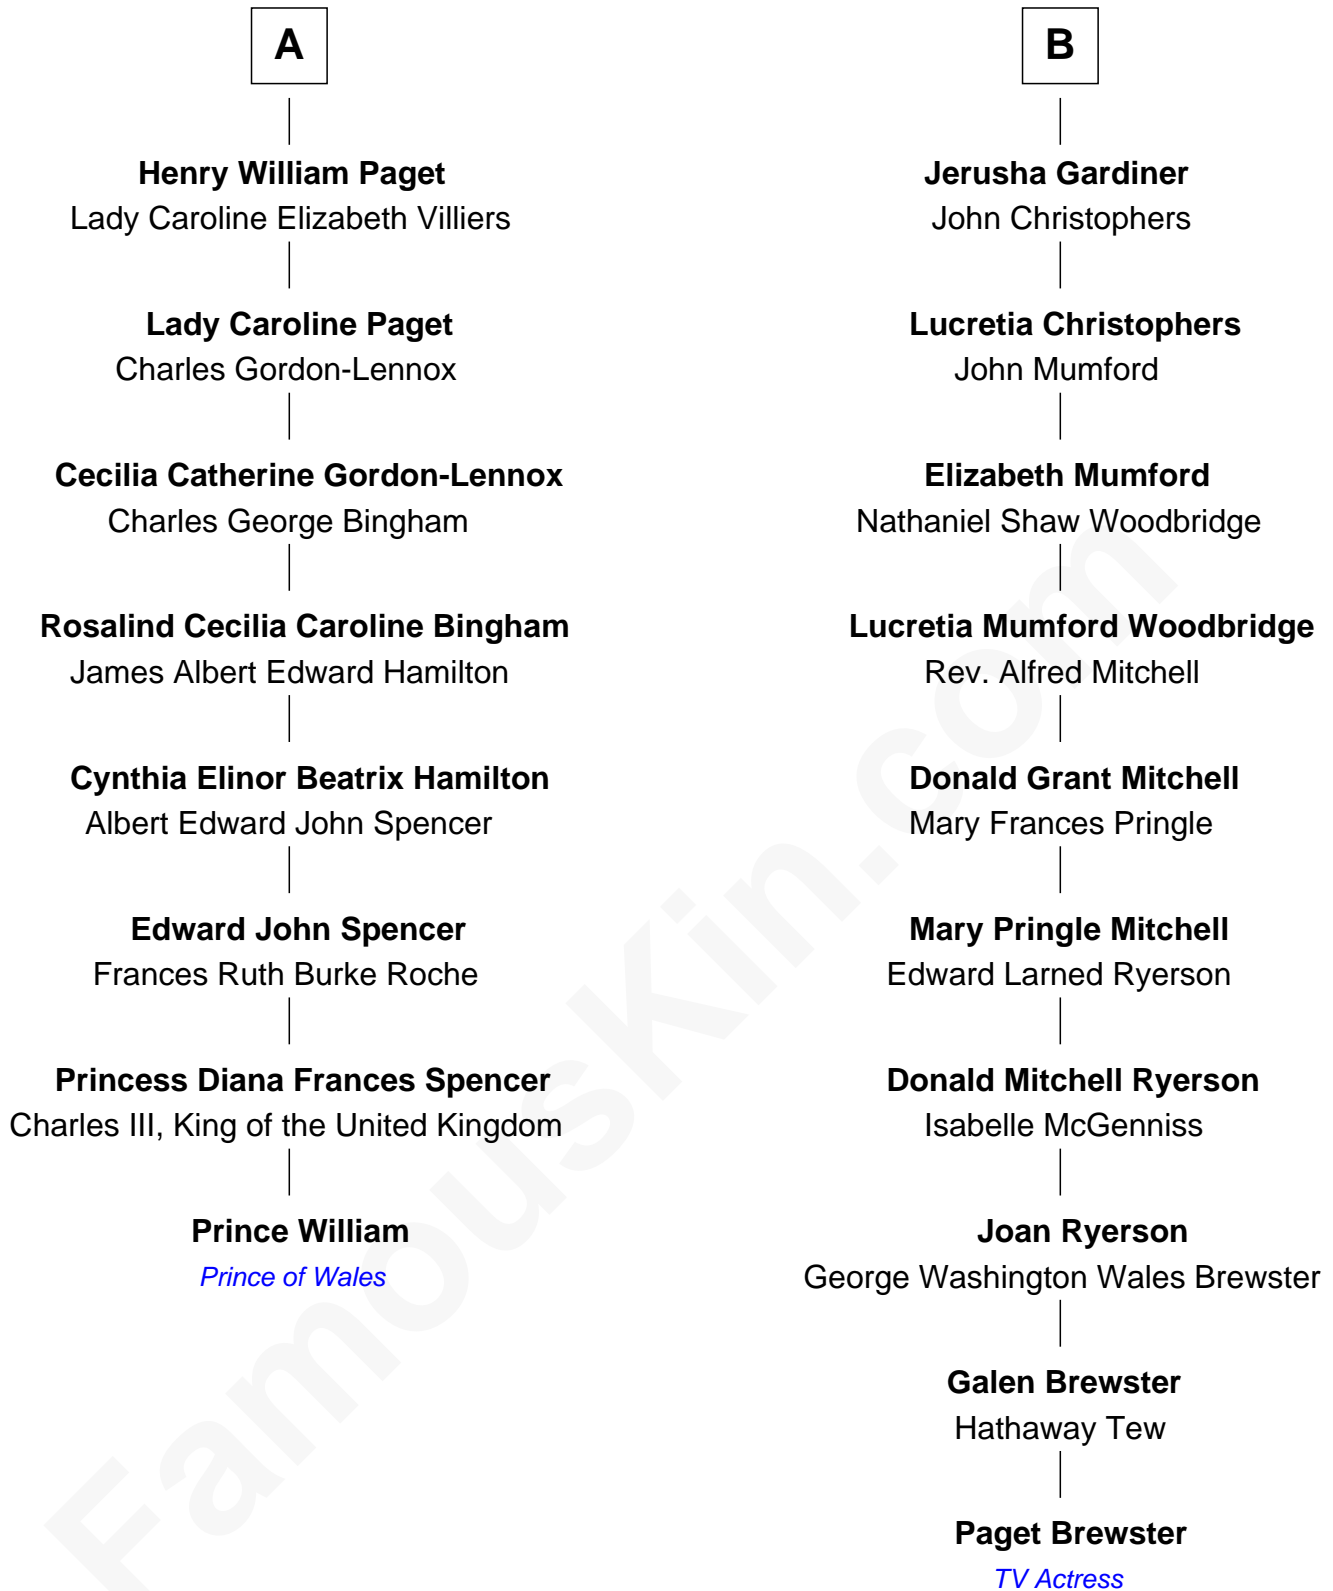 A
Henry William Paget
Lady Caroline Elizabeth Villiers
Lady Caroline Paget
Charles Gordon-Lennox
Cecilia Catherine Gordon-Lennox
Charles George Bingham
Rosalind Cecilia Caroline Bingham
James Albert Edward Hamilton
Cynthia Elinor Beatrix Hamilton
Albert Edward John Spencer
Edward John Spencer
Frances Ruth Burke Roche
Princess Diana Frances Spencer
Charles III, King of the United Kingdom
Prince William
Prince of Wales
B
Jerusha Gardiner
John Christophers
Lucretia Christophers
John Mumford
Elizabeth Mumford
Nathaniel Shaw Woodbridge
Lucretia Mumford Woodbridge
Rev. Alfred Mitchell
Donald Grant Mitchell
Mary Frances Pringle
Mary Pringle Mitchell
Edward Larned Ryerson
Donald Mitchell Ryerson
Isabelle McGenniss
Joan Ryerson
George Washington Wales Brewster
Galen Brewster
Hathaway Tew
Paget Brewster
TV Actress
FamousKin.com